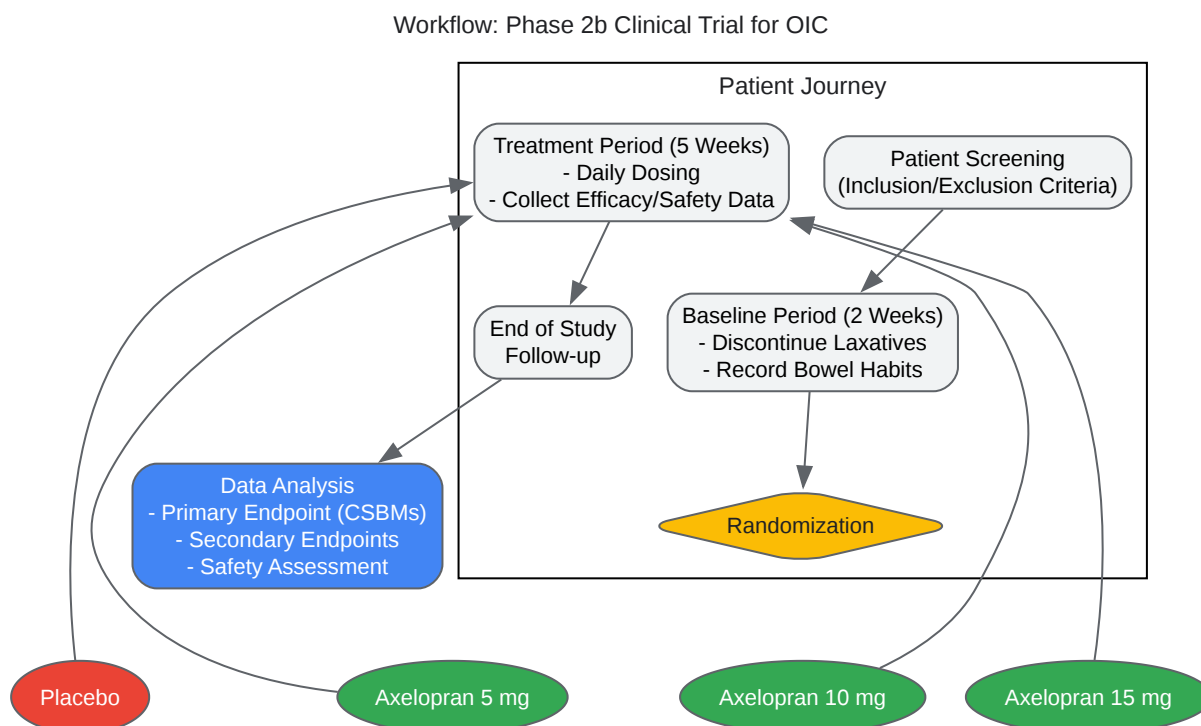 Workflow: Phase 2b Clinical Trial for OIC
Patient Journey
Treatment Period (5 Weeks)
- Daily Dosing
- Collect Efficacy/Safety Data
Patient Screening
(Inclusion/Exclusion Criteria)
End of Study
Follow-up
Baseline Period (2 Weeks)
- Discontinue Laxatives
- Record Bowel Habits
Data Analysis
- Primary Endpoint (CSBMs)
- Secondary Endpoints
- Safety Assessment
Randomization
Placebo
Axelopran 5 mg
Axelopran 10 mg
Axelopran 15 mg